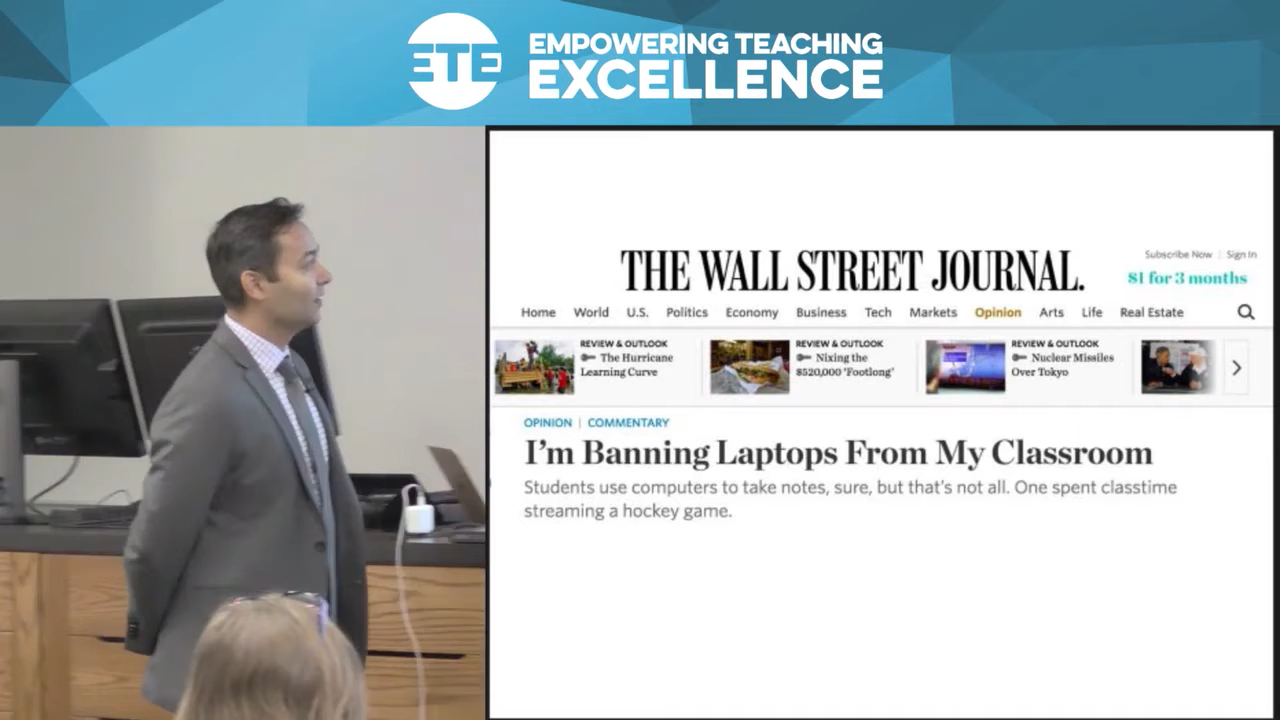 ETE
EMPOWERING TEACHING
EXCELLENCE
THE WALL STREET JOURNAL.
Subscribe Now | Sign In
$1 for 3 months
Home World U.S. Politics Economy Business Tech Markets Opinion Arts Life Real Estate
REVIEW & OUTLOOK
The Hurricane
Learning Curve
REVIEW & OUTLOOK
Nixing the
$520,000 'Footlong'
REVIEW & OUTLOOK
Nuclear Missiles
Over Tokyo
OPINION | COMMENTARY
I'm Banning Laptops From My Classroom
Students use computers to take notes, sure, but that's not all. One spent classtime
streaming a hockey game.